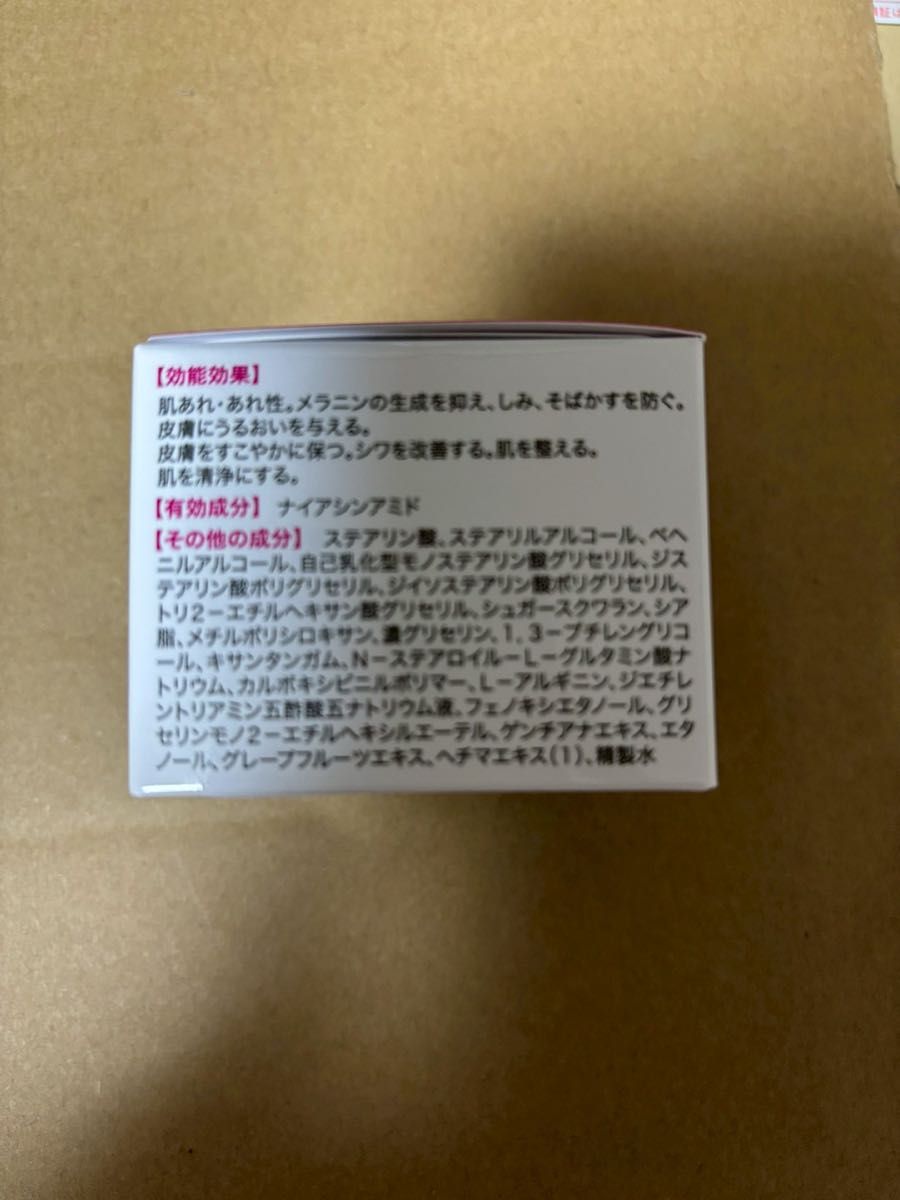 証は
【効能効果】
肌あれ・あれ性。メラニンの生成を抑え、しみ、そばかすを防ぐ。
皮膚にうるおいを与える。
皮膚をすこやかに保つ。シワを改善する。肌を整える。
肌を清浄にする。
【有効成分】 ナイアシンアミド
【その他の成分】 ステアリン酸、ステアリルアルコール、ベヘ
ニルアルコール、自己乳化型モノステアリン酸グリセリル、ジス
テアリン酸ポリグリセリル、ジイソステアリン酸ポリグリセリル、
トリ2－エチルヘキサン酸グリセリル、シュガースクワラン、シア
脂、メチルポリシロキサン、濃グリセリン、1，3－ブチレングリコ
ール、キサンタンガム、N－ステアロイル－L－グルタミン酸ナ
トリウム、カルボキシビニルポリマー、L－アルギニン、ジエチレ
ントリアミン五酢酸五ナトリウム液、フェノキシエタノール、グリ
セリンモノ2－エチルヘキシルエーテル、ゲンチアナエキス、エタ
ノール、グレープフルーツエキス、ヘチマエキス(1)、精製水